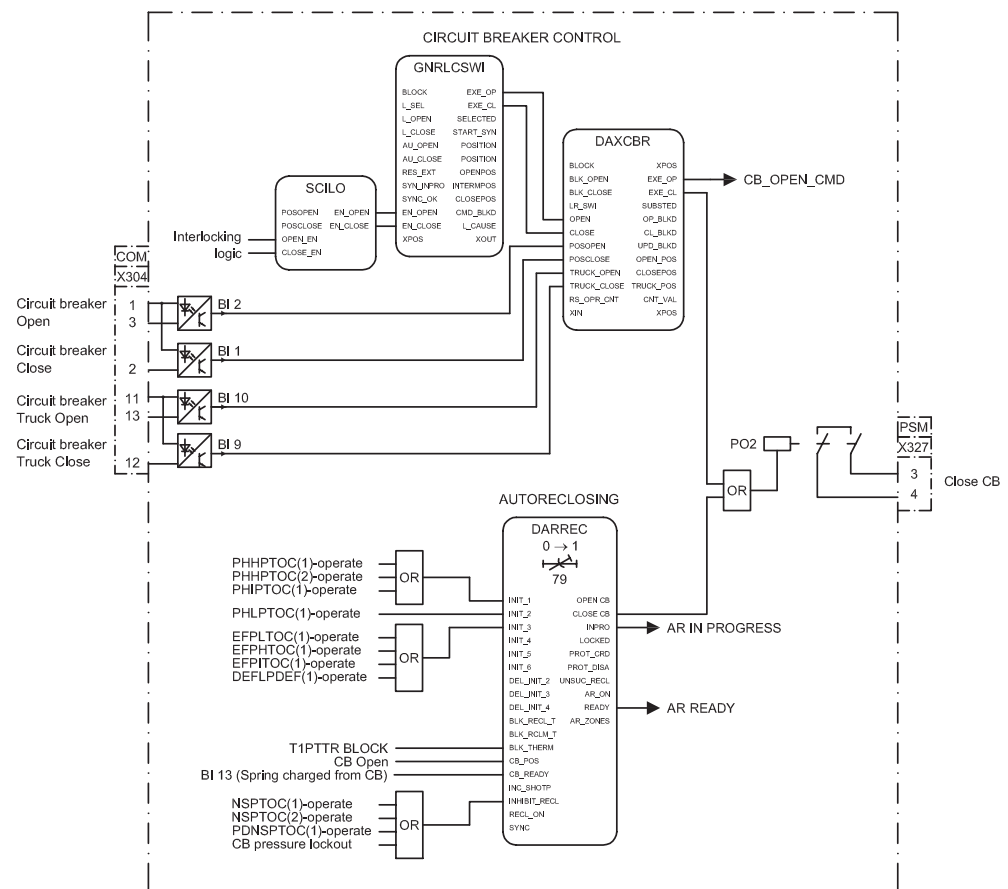 CIRCUIT BREAKER CONTROL
GNRLCSWI
BLOCK EXE_OP
L_SEL EXE_CL
L_OPEN SELECTED
L_CLOSE START_SYN
AU_OPEN POSITION
AU_CLOSE POSITION
RES_EXT OPENPOS
SYN_INPRO INTERMPOS
SYNC_OK CLOSEPOS
EN_OPEN CMD_BLKD
EN_CLOSE L_CAUSE
XPOS XOUT
DAXCBR
BLOCK XPOS
BLK_OPEN EXE_OP
BLK_CLOSE EXE_CL
LR_SWI SUBSTED
OPEN OP_BLKD
CLOSE CL_BLKD
POSOPEN UPD_BLKD
POSCLOSE OPEN_POS
TRUCK_OPEN CLOSEPOS
TRUCK_CLOSE TRUCK_POS
RS_OPR_CNT CNT_VAL
XIN XPOS
CB_OPEN_CMD
SCILO
POSOPEN EN_OPEN
POSCLOSE EN_CLOSE
OPEN_EN
CLOSE_EN
Interlocking
logic
COM
X304
Circuit breaker
Open
1
3
BI 2
Circuit breaker
Close
2
BI 1
Circuit breaker
Truck Open
11
13
BI 10
Circuit breaker
Truck Close
12
BI 9
PO2
OR
PSM
X327
3
4
Close CB
AUTORECLOSING
DARREC
0 → 1
79
INIT_1 OPEN CB
INIT_2 CLOSE CB
INIT_3 INPRO
INIT_4 LOCKED
INIT_5 PROT_CRD
INIT_6 PROT_DISA
DEL_INIT_2 UNSUC_RECL
DEL_INIT_3 AR_ON
DEL_INIT_4 READY
BLK_RECL_T AR_ZONES
BLK_RCLM_T
BLK_THERM
CB_POS
CB_READY
INC_SHOTP
INHIBIT_RECL
RECL_ON
SYNC
AR IN PROGRESS
AR READY
PHHPTOC(1)-operate
PHHPTOC(2)-operate
PHIPTOC(1)-operate
OR
PHLPTOC(1)-operate
EFPLTOC(1)-operate
EFPHTOC(1)-operate
EFPITOC(1)-operate
DEFLPDEF(1)-operate
OR
T1PTTR BLOCK
CB Open
BI 13 (Spring charged from CB)
NSPTOC(1)-operate
NSPTOC(2)-operate
PDNSPTOC(1)-operate
CB pressure lockout
OR